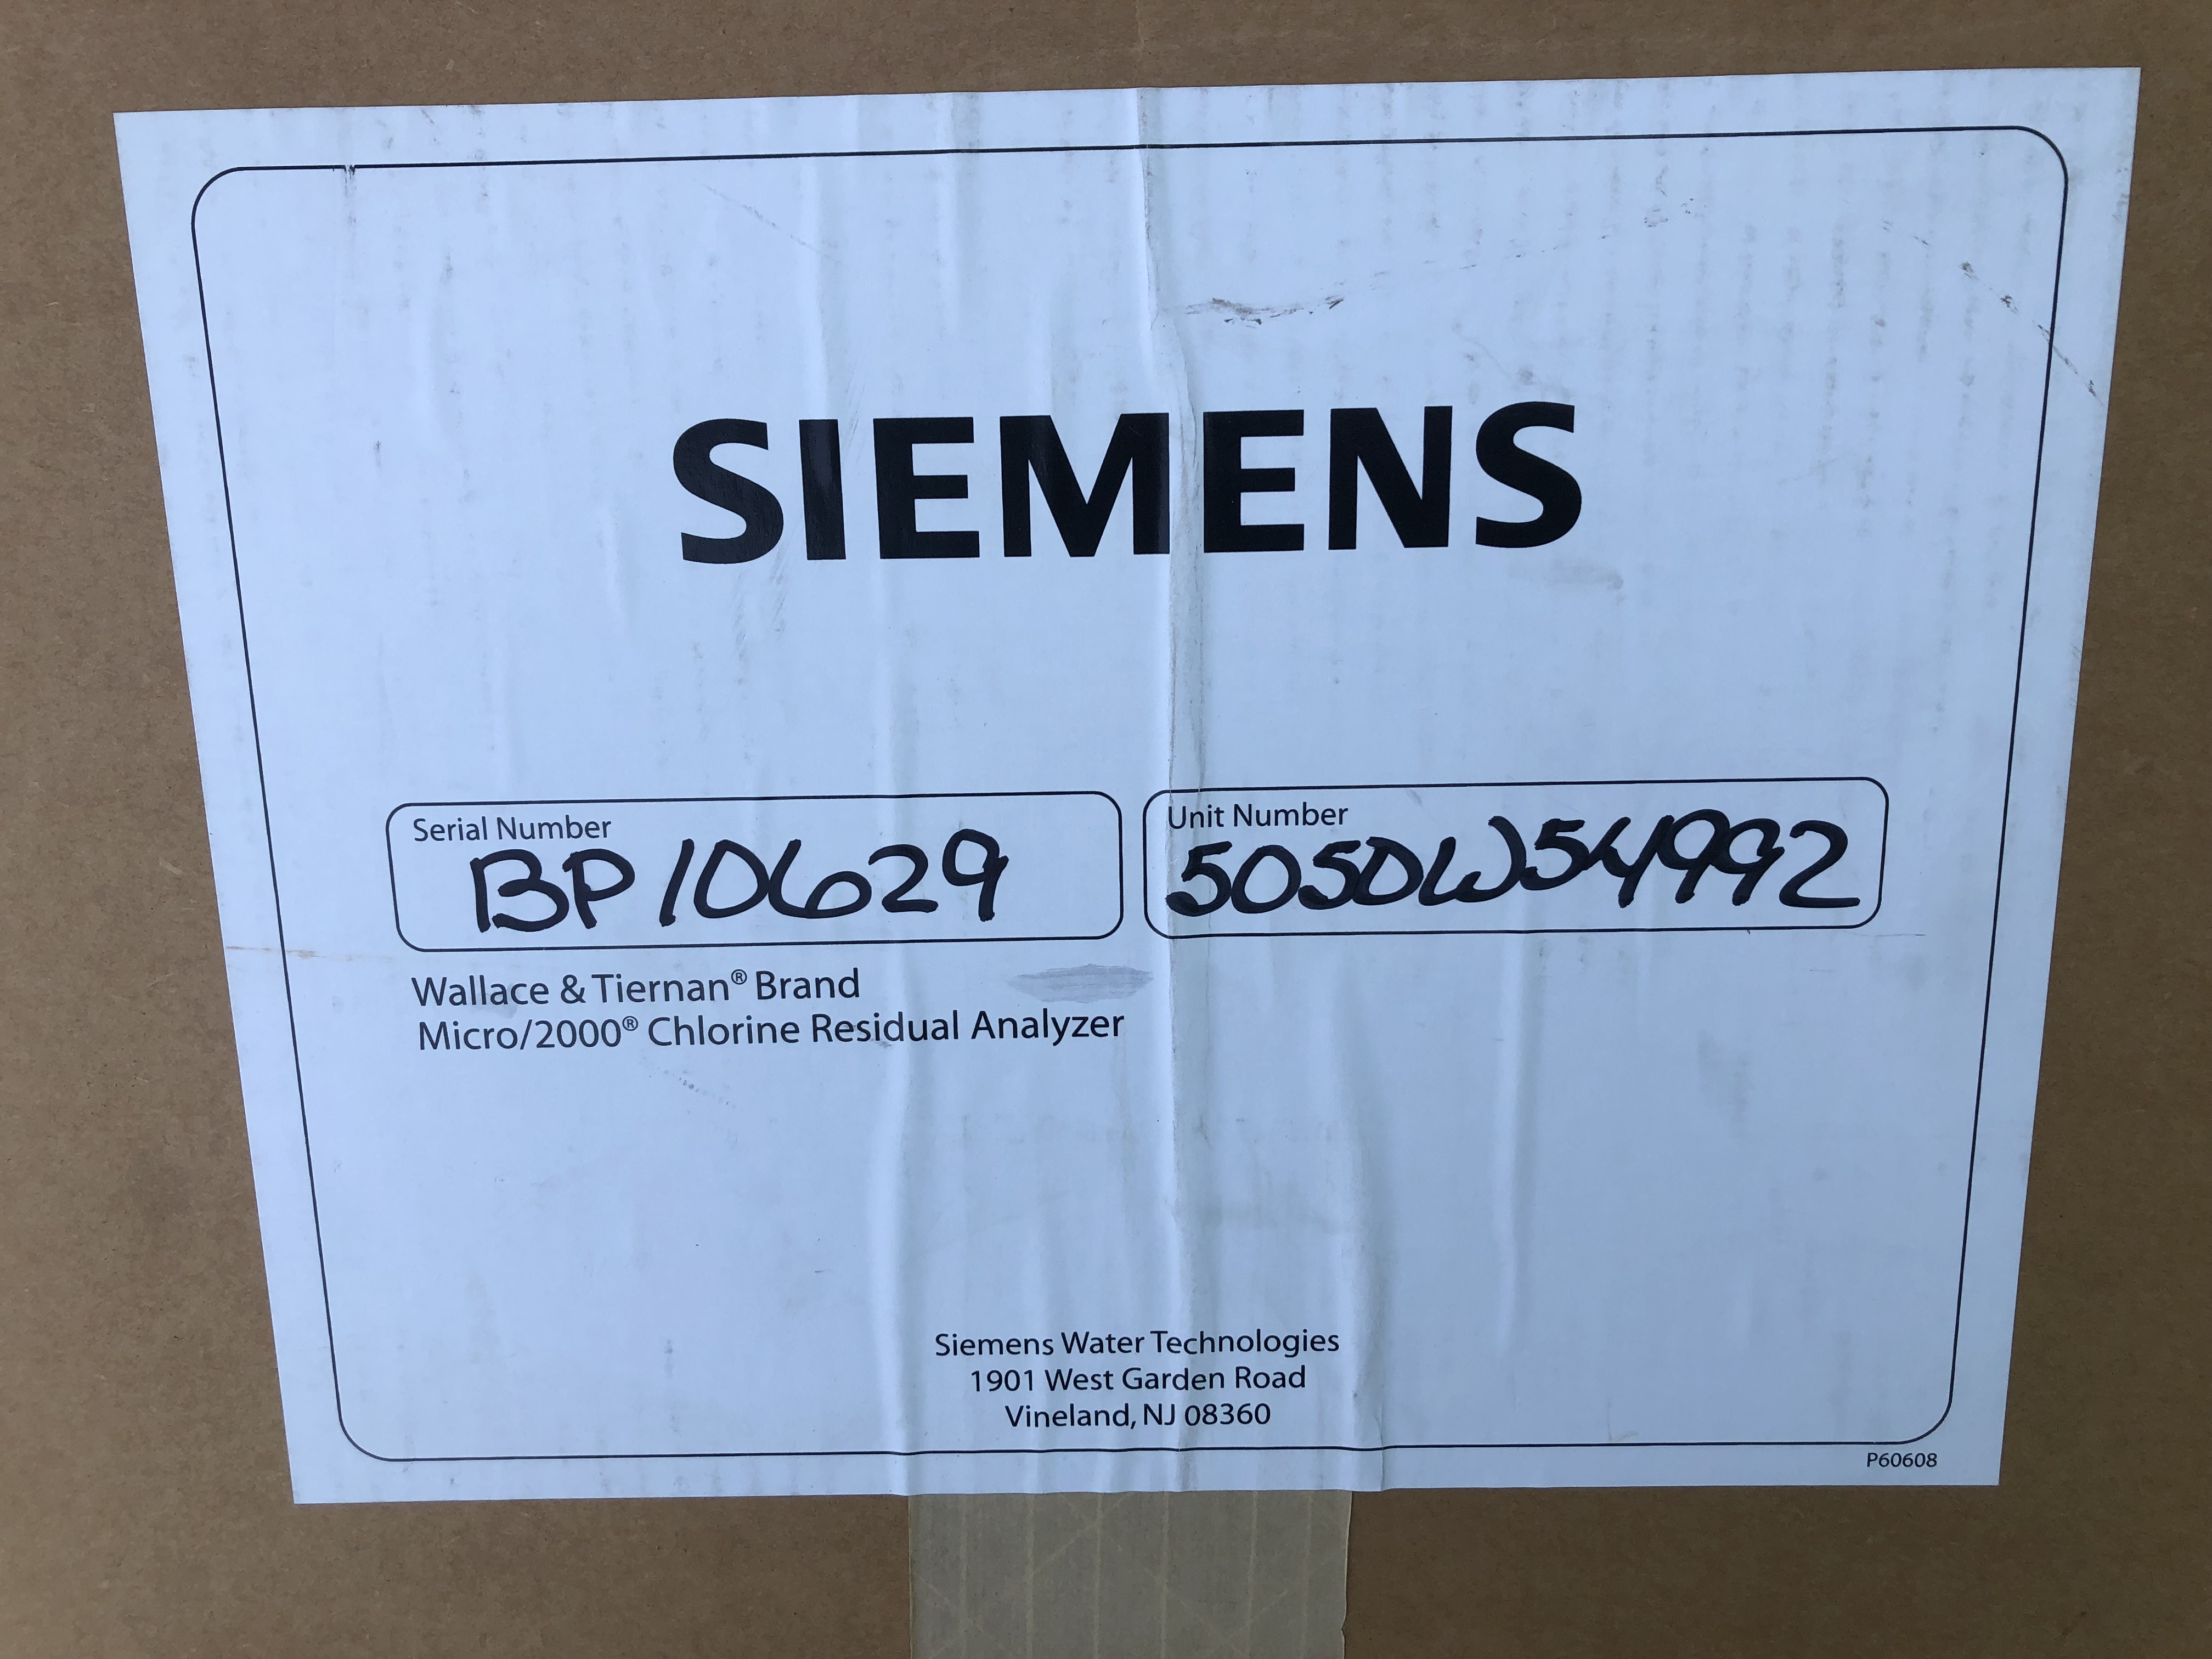 SIEMENS
Serial Number
BP10629
Unit Number
5050W54992
Wallace & Tiernan® Brand
Micro/2000® Chlorine Residual Analyzer
Siemens Water Technologies
1901 West Garden Road
Vineland, NJ 08360
P60608